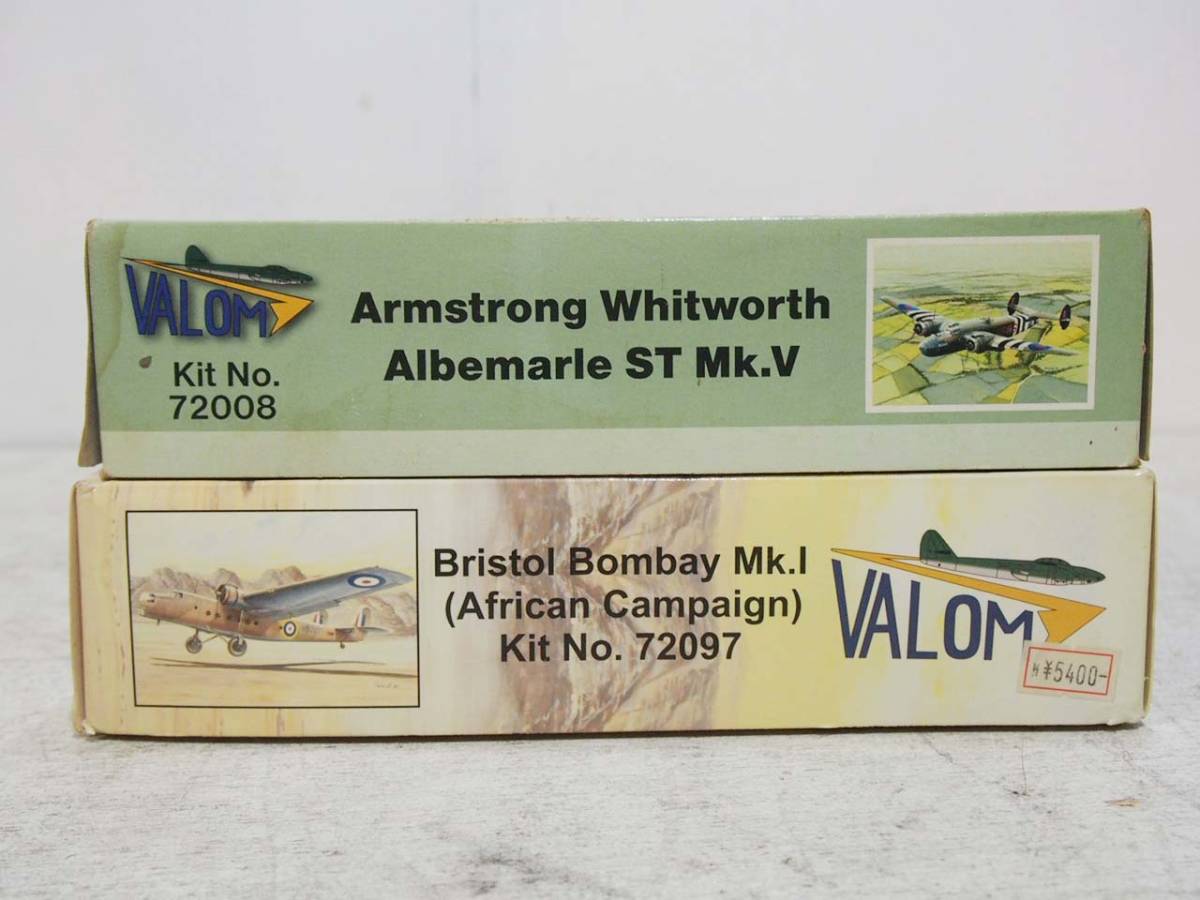 VALOM
Kit No.
72008
Armstrong Whitworth
Albemarle ST Mk.V
Bristol Bombay Mk.I
(African Campaign)
Kit No. 72097
VALOM
¥5400-